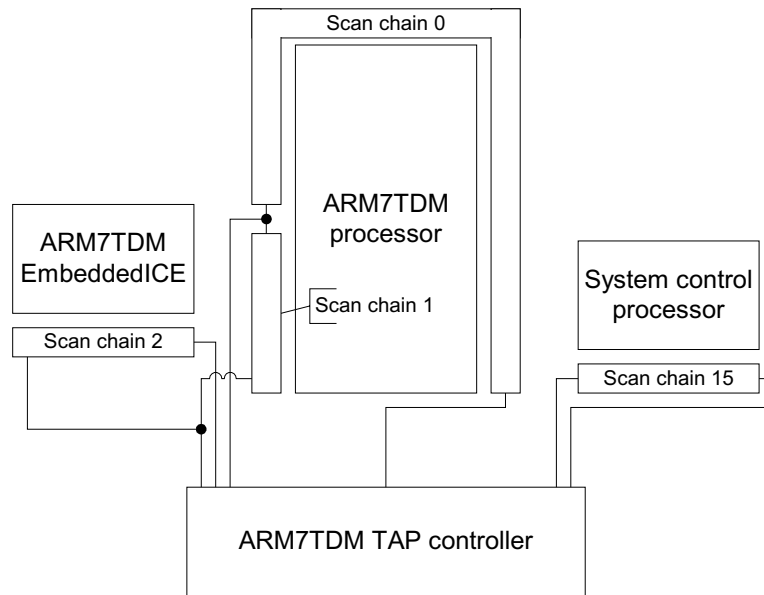 Scan chain 0
ARM7TDM
processor
ARM7TDM
EmbeddedICE
Scan chain 1
System control
processor
Scan chain 2
Scan chain 15
ARM7TDM TAP controller